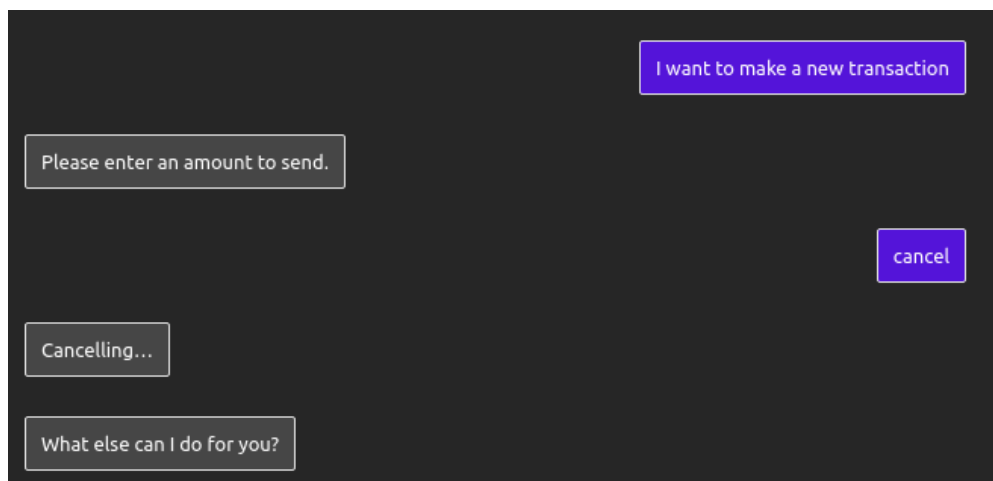 I want to make a new transaction
Please enter an amount to send.
cancel
Cancelling…
What else can I do for you?